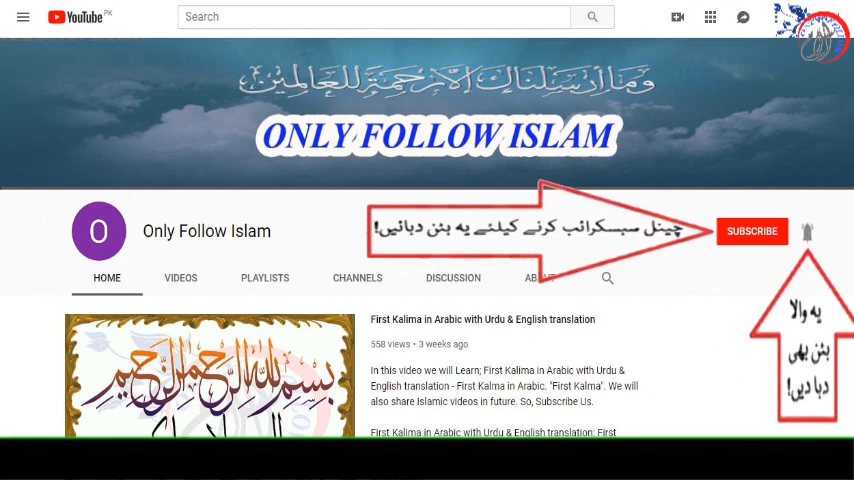 YouTube PK
Search
وما أرسلناك إلا رحمة للعالمين
ONLY FOLLOW ISLAM
O
Only Follow Islam
چینل سبسکرائب کرنے کیلئے یہ بٹن دبائیں!
SUBSCRIBE
HOME VIDEOS PLAYLISTS CHANNELS DISCUSSION
یہ والا
بٹن بھی
دبا دیں!
First Kalima in Arabic with Urdu & English translation
558 views • 3 weeks ago
In this video we will Learn; First Kalima in Arabic with Urdu &
English translation - First Kalma in Arabic. "First Kalma". We will
also share Islamic videos in future. So, Subscribe Us.
First Kalima in Arabic with Urdu & English translation: First
بسم الله الرحمن الرحيم